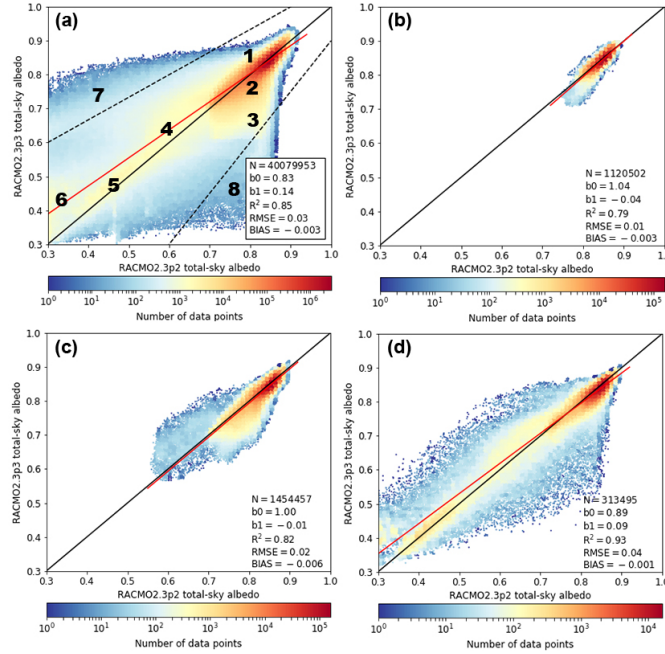 (a)
1.0
0.9
0.8
0.7
0.6
0.5
0.4
0.3
RACMO2.3p3 total-sky albedo
1
2
3
4
5
6
7
8
N = 40079953
b0 = 0.83
b1 = 0.14
R² = 0.85
RMSE = 0.03
BIAS = −0.003
0.3 0.4 0.5 0.6 0.7 0.8 0.9 1.0
RACMO2.3p2 total-sky albedo
10⁰ 10¹ 10² 10³ 10⁴ 10⁵ 10⁶
Number of data points
(b)
1.0
0.9
0.8
0.7
0.6
0.5
0.4
0.3
RACMO2.3p3 total-sky albedo
N = 1120502
b0 = 1.04
b1 = −0.04
R² = 0.79
RMSE = 0.01
BIAS = −0.003
0.3 0.4 0.5 0.6 0.7 0.8 0.9 1.0
RACMO2.3p2 total-sky albedo
10⁰ 10¹ 10² 10³ 10⁴ 10⁵
Number of data points
(c)
1.0
0.9
0.8
0.7
0.6
0.5
0.4
0.3
RACMO2.3p3 total-sky albedo
N = 1454457
b0 = 1.00
b1 = −0.01
R² = 0.82
RMSE = 0.02
BIAS = −0.006
0.3 0.4 0.5 0.6 0.7 0.8 0.9 1.0
RACMO2.3p2 total-sky albedo
10⁰ 10¹ 10² 10³ 10⁴ 10⁵
Number of data points
(d)
1.0
0.9
0.8
0.7
0.6
0.5
0.4
0.3
RACMO2.3p3 total-sky albedo
N = 313495
b0 = 0.89
b1 = 0.09
R² = 0.93
RMSE = 0.04
BIAS = −0.001
0.3 0.4 0.5 0.6 0.7 0.8 0.9 1.0
RACMO2.3p2 total-sky albedo
10⁰ 10¹ 10² 10³ 10⁴
Number of data points